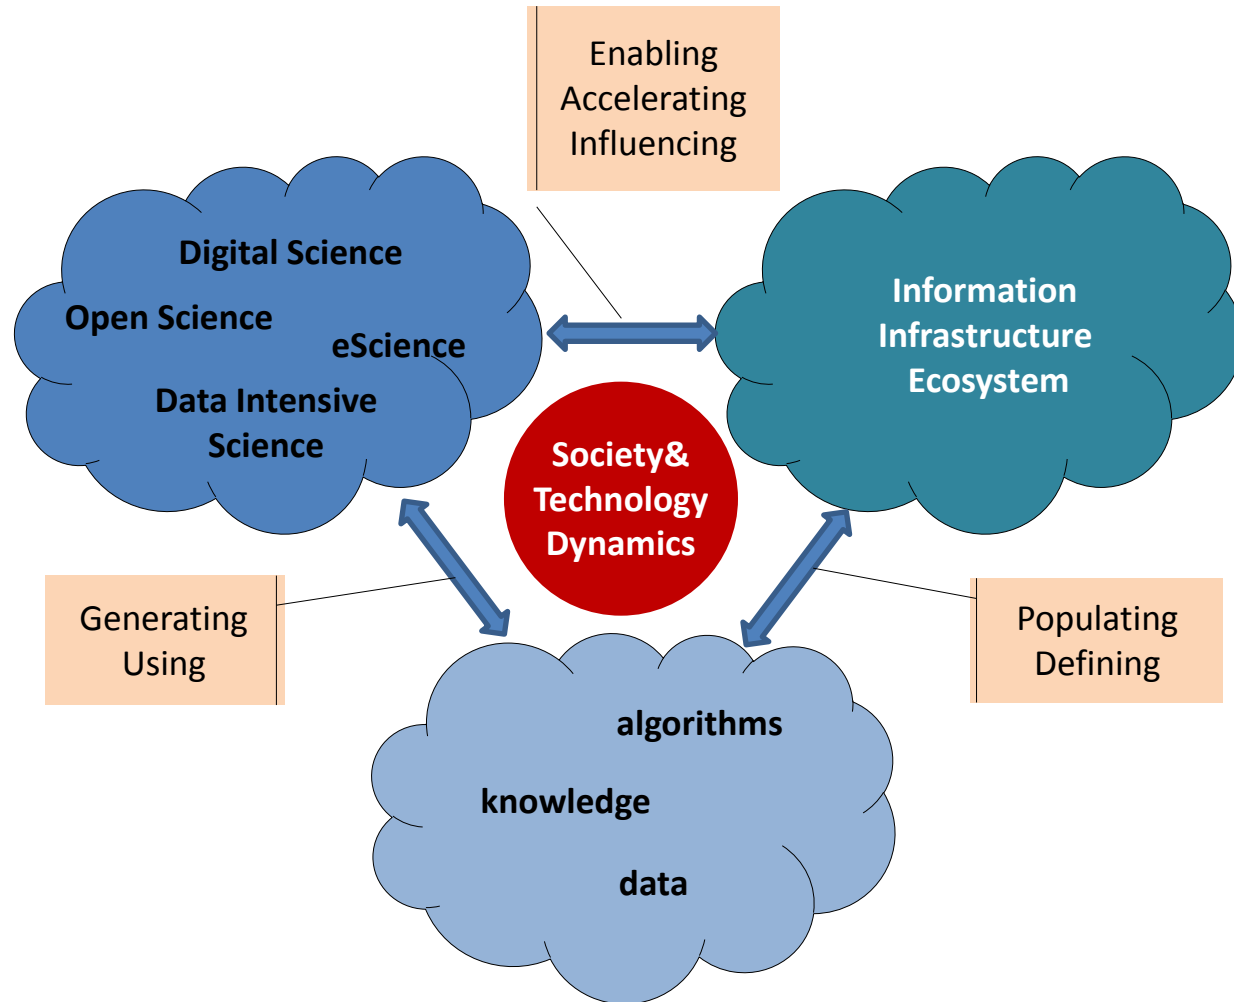 Enabling
Accelerating
Influencing
Digital Science
Open Science
eScience
Data Intensive
Science
Information
Infrastructure
Ecosystem
Society&
Technology
Dynamics
Generating
Using
Populating
Defining
algorithms
knowledge
data